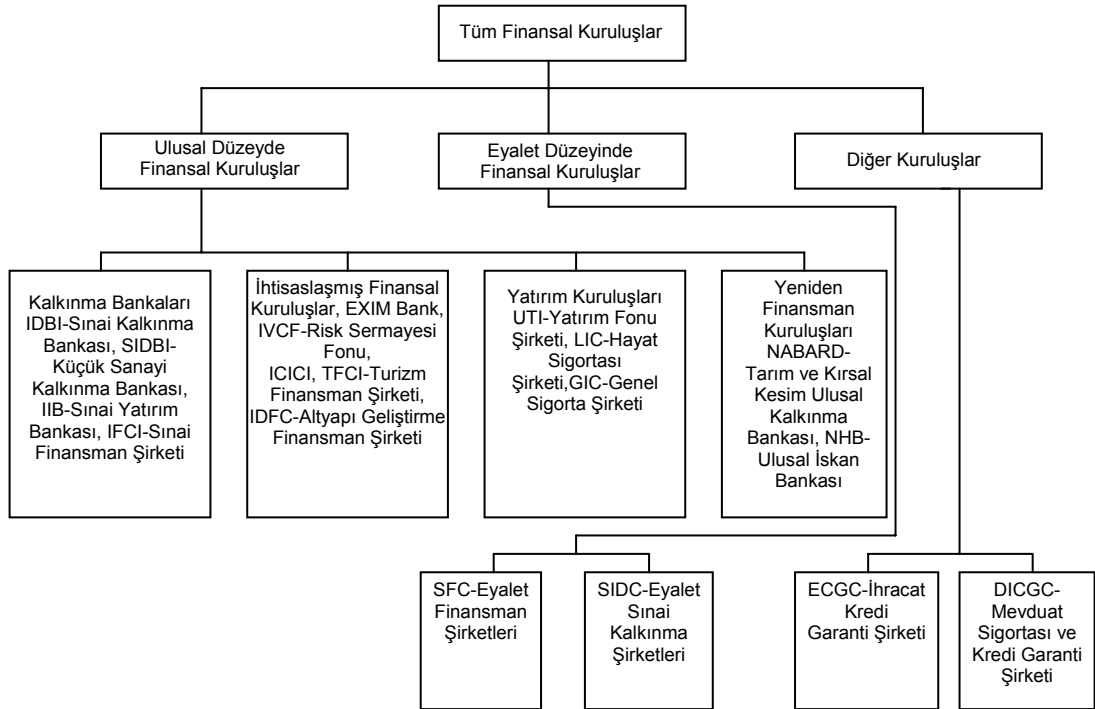 Tüm Finansal Kuruluşlar
Ulusal Düzeyde
Finansal Kuruluşlar
Eyalet Düzeyinde
Finansal Kuruluşlar
Diğer Kuruluşlar
Kalkınma Bankaları
IDBI-Sınai Kalkınma
Bankası, SIDBI-
Küçük Sanayi
Kalkınma Bankası,
IIB-Sınai Yatırım
Bankası, IFCI-Sınai
Finansman Şirketi
İhtisaslaşmış Finansal
Kuruluşlar, EXIM Bank,
IVCF-Risk Sermayesi
Fonu,
ICICI, TFCI-Turizm
Finansman Şirketi,
IDFC-Altyapı Geliştirme
Finansman Şirketi
Yatırım Kuruluşları
UTI-Yatırım Fonu
Şirketi, LIC-Hayat
Sigortası
Şirketi,GIC-Genel
Sigorta Şirketi
Yeniden
Finansman
Kuruluşları
NABARD-
Tarım ve Kırsal
Kesim Ulusal
Kalkınma
Bankası, NHB-
Ulusal İskan
Bankası
SFC-Eyalet
Finansman
Şirketleri
SIDC-Eyalet
Sınai
Kalkınma
Şirketleri
ECGC-İhracat
Kredi
Garanti Şirketi
DICGC-
Mevduat
Sigortası ve
Kredi Garanti
Şirketi